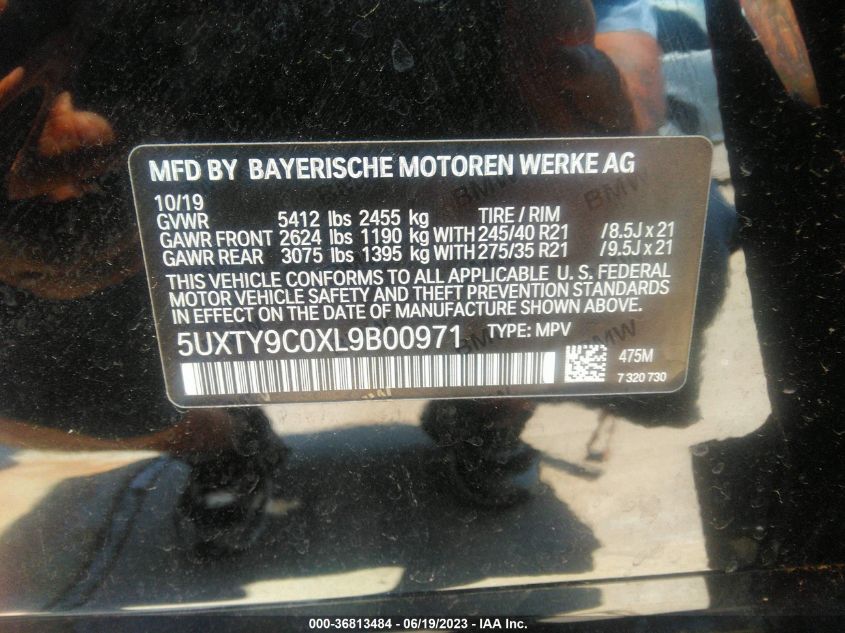 MFD BY BAYERISCHE MOTOREN WERKE AG
10/19
GVWR 5412 lbs 2455 kg TIRE / RIM
GAWR FRONT 2624 lbs 1190 kg WITH 245/40 R21 /8.5J x 21
GAWR REAR 3075 lbs 1395 kg WITH 275/35 R21 /9.5J x 21
THIS VEHICLE CONFORMS TO ALL APPLICABLE U. S. FEDERAL
MOTOR VEHICLE SAFETY AND THEFT PREVENTION STANDARDS
IN EFFECT ON THE DATE OF MANUFACTURE SHOWN ABOVE.
5UXTY9C0XL9B00971 TYPE: MPV
475M
7 320 730
000-36813484 - 06/19/2023 - IAA Inc.